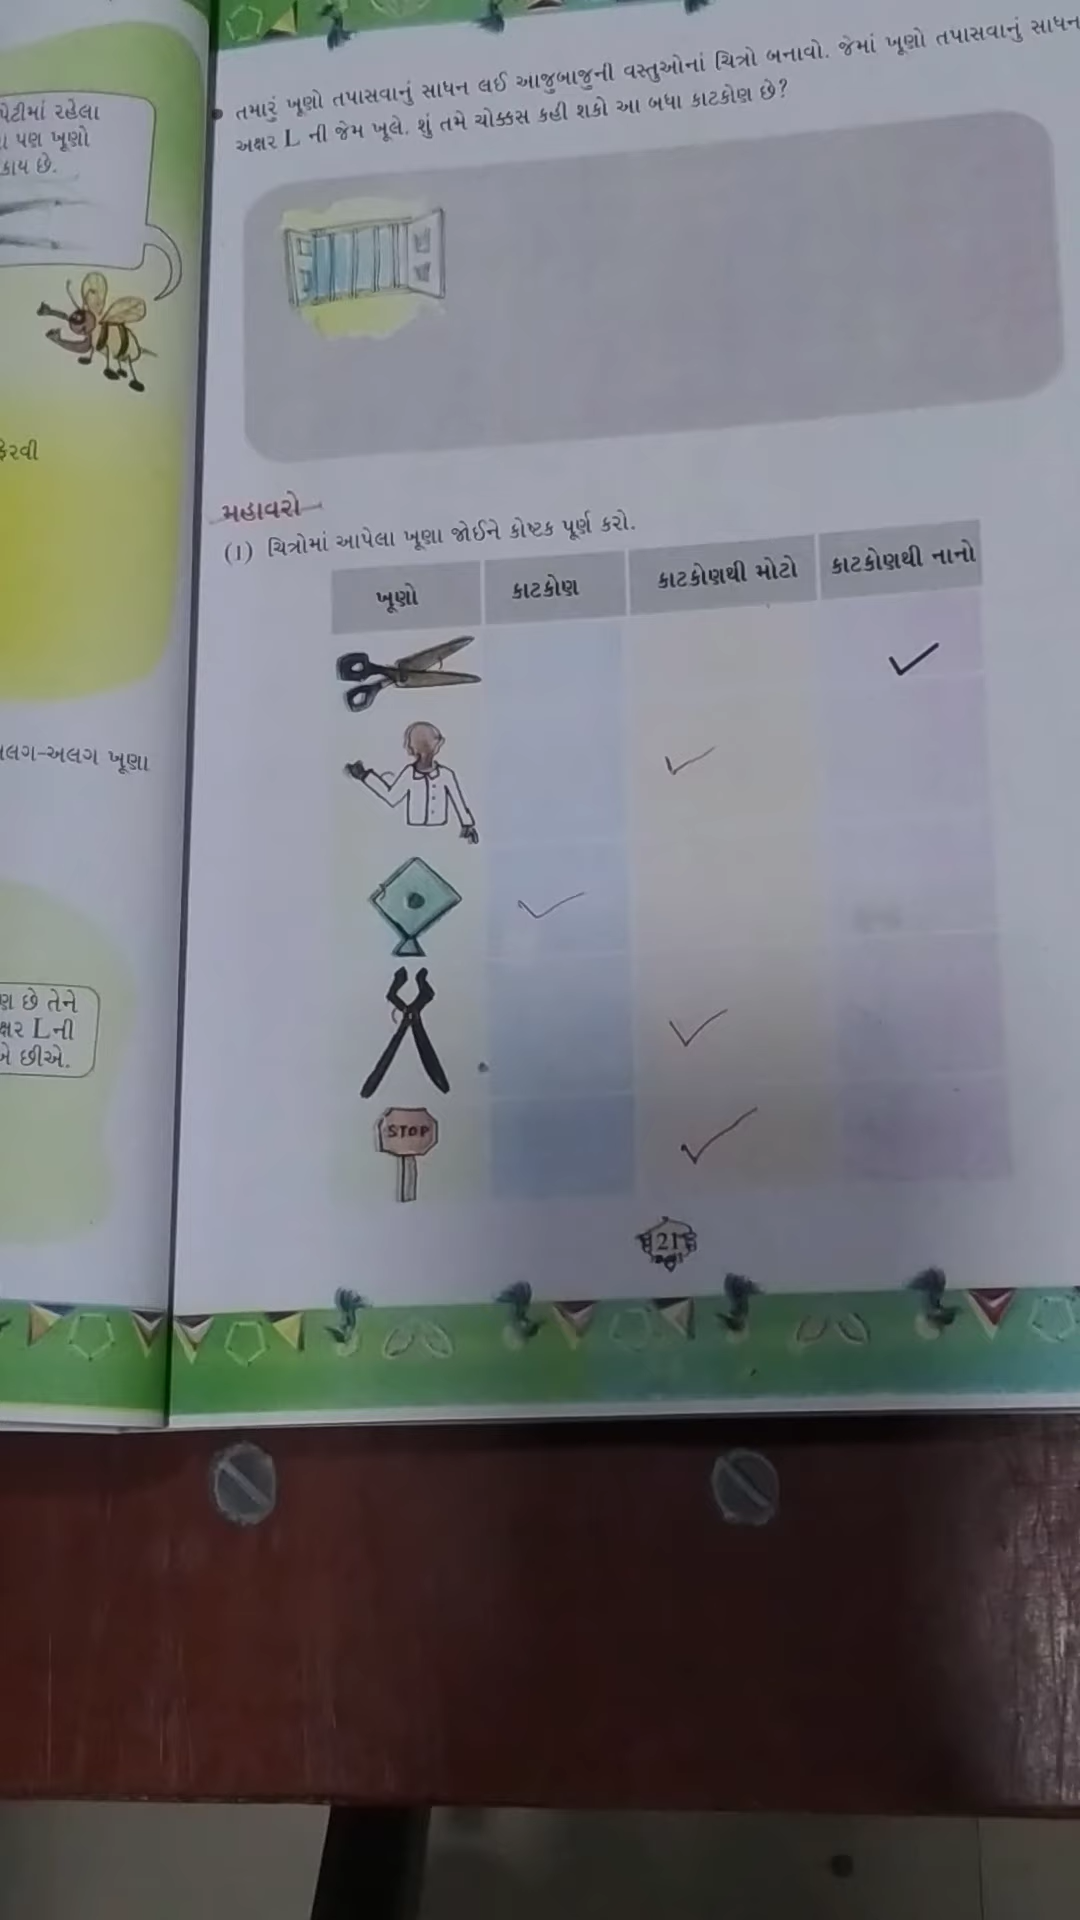 પેટીમાં રહેલા
પણ ખૂણો
કાય છે.
ફેરવી
અલગ-અલગ ખૂણા
ણ છે તેને
ક્ષર Lની
ખે છીએ.
તમારું ખૂણો તપાસવાનું સાધન લઈ આજુબાજુની વસ્તુઓનાં ચિત્રો બનાવો. જેમાં ખૂણો તપાસવાનું સાધન
અક્ષર L ની જેમ ખૂલે. શું તમે ચોક્કસ કહી શકો આ બધા કાટકોણ છે?
મહાવરો
(1) ચિત્રોમાં આપેલા ખૂણા જોઈને કોષ્ટક પૂર્ણ કરો.
ખૂણો કાટકોણ કાટકોણથી મોટો કાટકોણથી નાનો
STOP
21